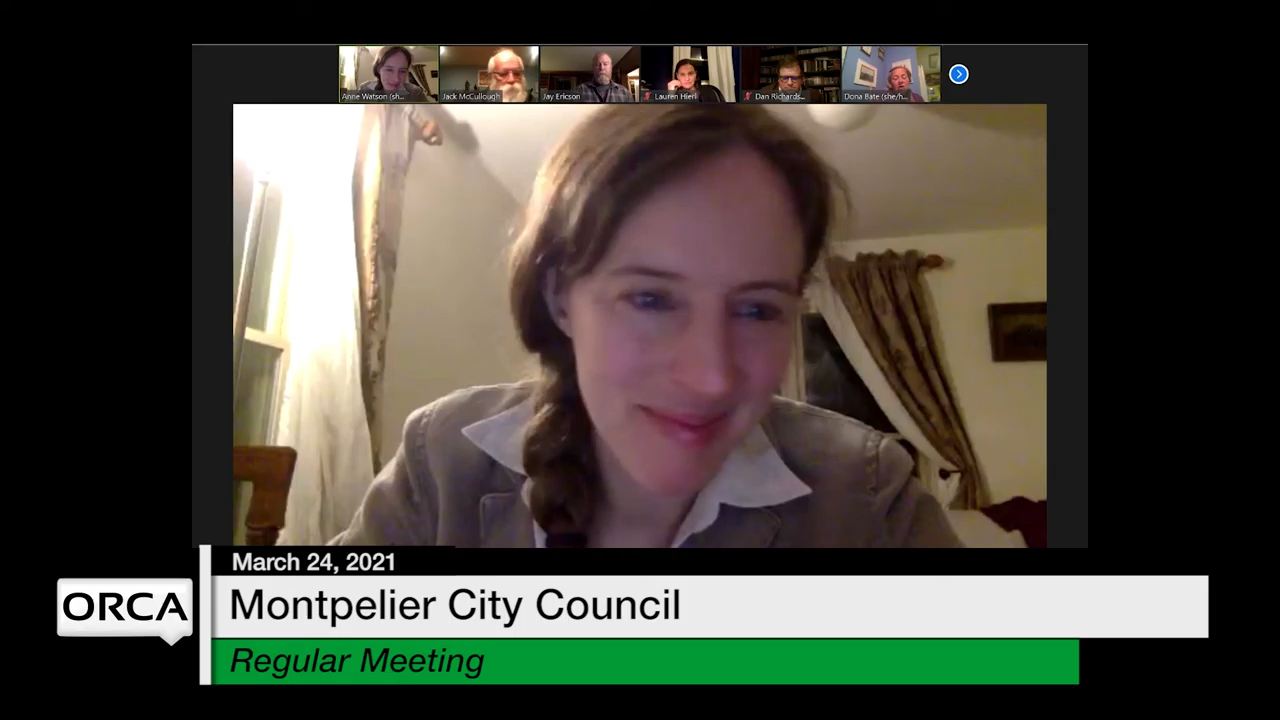 Anne Watson (sh...
Jack McCullough
Jay Ericson
Lauren Hierl
Dan Richards...
Dona Bate (she/h...
March 24, 2021
ORCA
Montpelier City Council
Regular Meeting